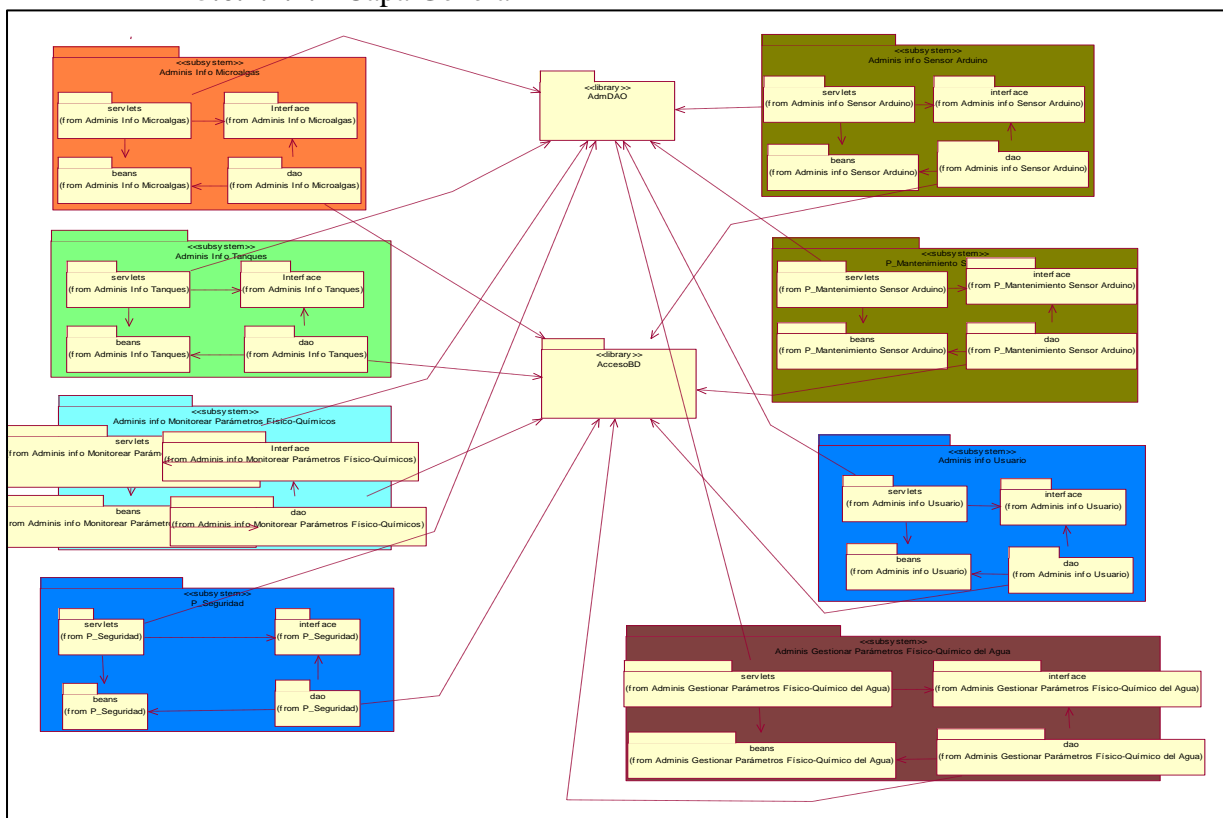 <<subsystem>>
Adminis Info Microalgas
servlets
(from Adminis Info Microalgas)
Interface
(from Adminis Info Microalgas)
beans
(from Adminis Info Microalgas)
dao
(from Adminis Info Microalgas)
<<library>>
AdmDAO
<<subsystem>>
Adminis info Sensor Arduino
servlets
(from Adminis info Sensor Arduino)
interface
(from Adminis info Sensor Arduino)
beans
(from Adminis info Sensor Arduino)
dao
(from Adminis info Sensor Arduino)
<<subsystem>>
Adminis Info Tanques
servlets
(from Adminis Info Tanques)
Interface
(from Adminis Info Tanques)
beans
(from Adminis Info Tanques)
dao
(from Adminis Info Tanques)
<<subsystem>>
P_Mantenimiento S
servlets
(from P_Mantenimiento Sensor Arduino)
interface
(from P_Mantenimiento Sensor Arduino)
beans
(from P_Mantenimiento Sensor Arduino)
dao
(from P_Mantenimiento Sensor Arduino)
<<library>>
AccesoBD
<<subsystem>>
Adminis info Monitorear Parámetros Físico-Químicos
servlets
(from Adminis info Monitorear Parám
Interface
(from Adminis info Monitorear Parámetros Físico-Químicos)
beans
(from Adminis info Monitorear Parámetr
dao
(from Adminis info Monitorear Parámetros Físico-Químicos)
<<subsystem>>
Adminis info Usuario
servlets
(from Adminis info Usuario)
interface
(from Adminis info Usuario)
beans
(from Adminis info Usuario)
dao
(from Adminis info Usuario)
<<subsystem>>
P_Seguridad
servlets
(from P_Seguridad)
interface
(from P_Seguridad)
beans
(from P_Seguridad)
dao
(from P_Seguridad)
<<subsystem>>
Adminis Gestionar Parámetros Físico-Químico del Agua
servlets
(from Adminis Gestionar Parámetros Físico-Químico del Agua)
interface
(from Adminis Gestionar Parámetros Físico-Químico del Agua)
beans
(from Adminis Gestionar Parámetros Físico-Químico del Agua)
dao
(from Adminis Gestionar Parámetros Físico-Químico del Agua)